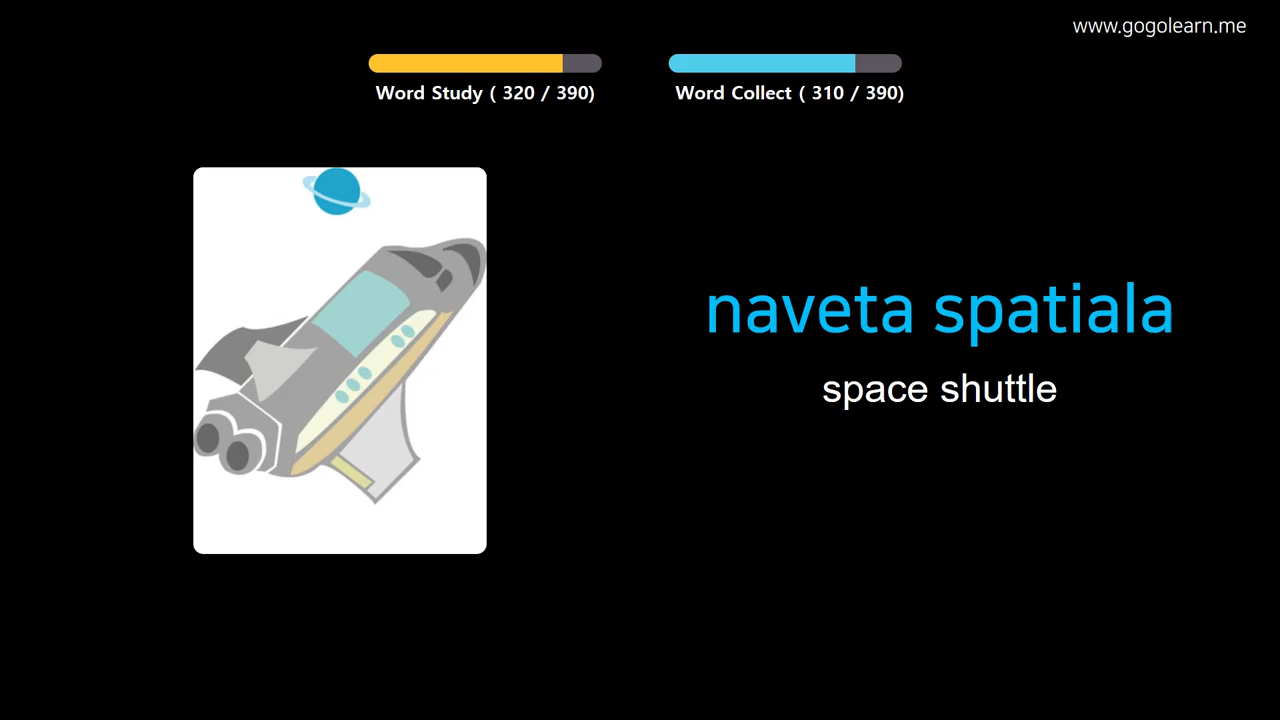 www.gogolearn.me
Word Study ( 320 / 390)
Word Collect ( 310 / 390)
naveta spatiala
space shuttle